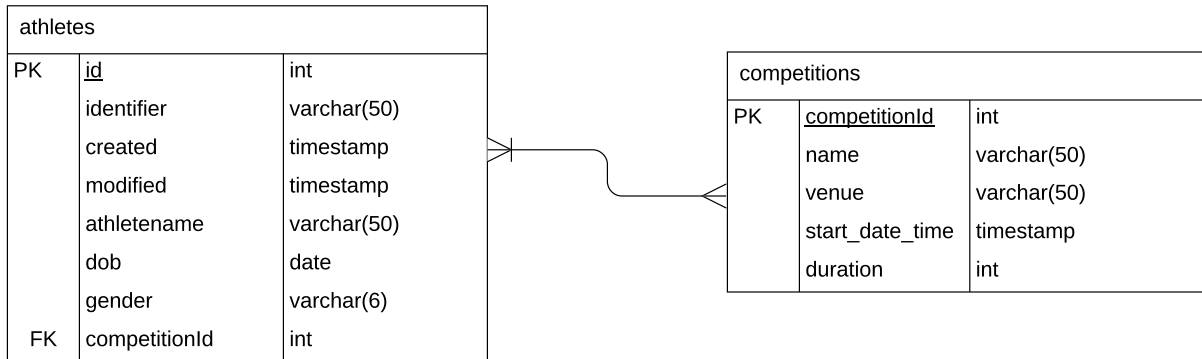 athletes
PK id int
identifier varchar(50)
created timestamp
modified timestamp
athletename varchar(50)
dob date
gender varchar(6)
FK competitionId int
competitions
PK competitionId int
name varchar(50)
venue varchar(50)
start_date_time timestamp
duration int